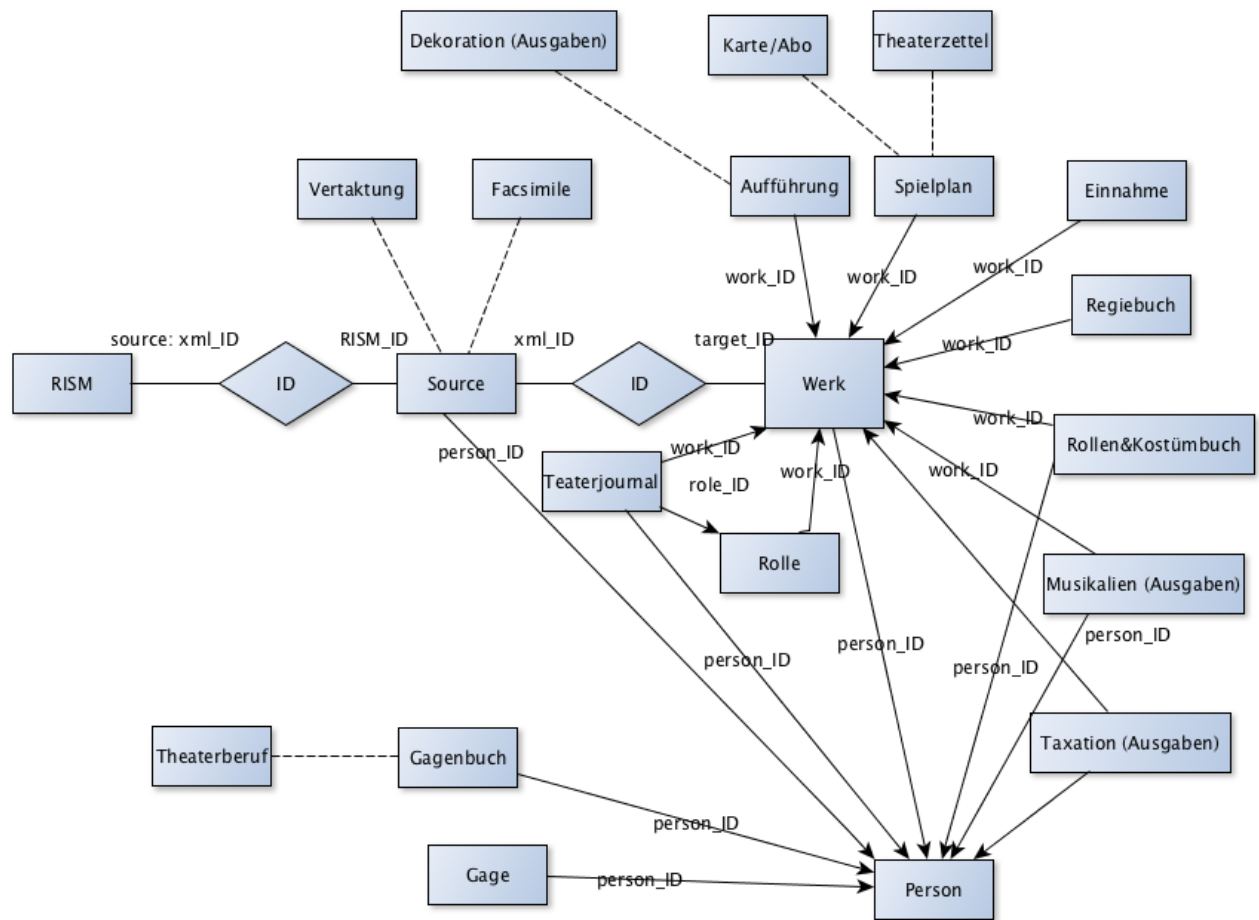 Dekoration (Ausgaben)
Karte/Abo
Theaterzettel
Vertaktung
Facsimile
Aufführung
Spielplan
Einnahme
work_ID
work_ID
work_ID
Regiebuch
source: xml_ID
RISM_ID
xml_ID
target_ID
work_ID
RISM
ID
Source
ID
Werk
work_ID
person_ID
work_ID
Rollen&Kostümbuch
Teaterjournal
role_ID
work_ID
work_ID
Rolle
Musikalien (Ausgaben)
person_ID
person_ID
person_ID
person_ID
Theaterberuf
Gagenbuch
Taxation (Ausgaben)
person_ID
Gage
person_ID
Person